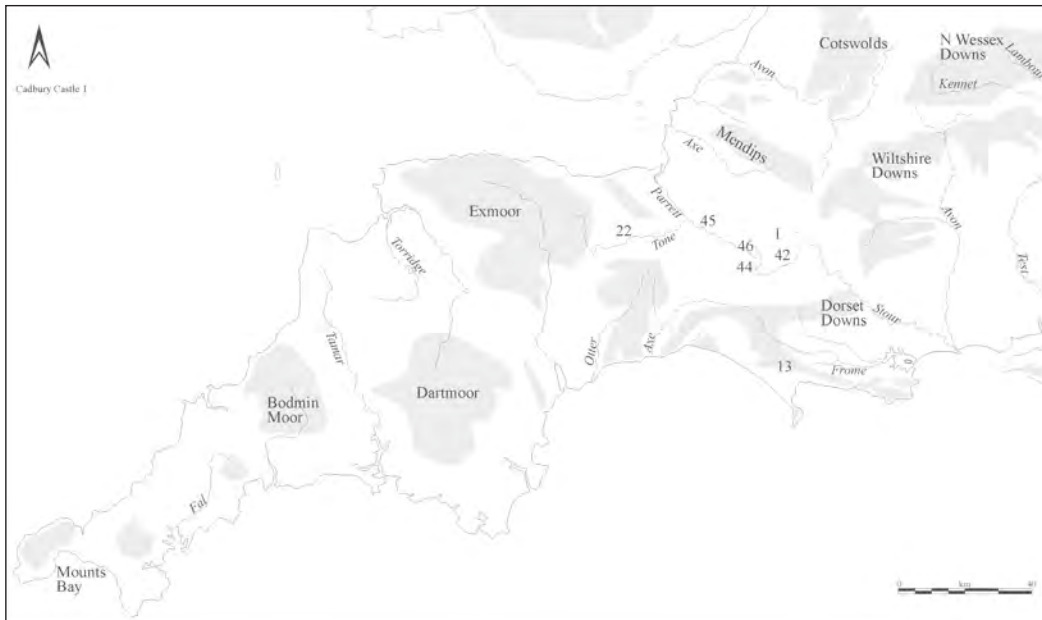 Cadbury Castle 1
Cotswolds
N Wessex
Downs
Lambourn
Kennet
Avon
Mendips
Axe
Wiltshire
Downs
Exmoor
Parrett
45
22
Tone
1
46
42
44
Avon
Test
Torridge
Dorset
Downs
Stour
Tamar
Otter
Axe
13
Frome
Dartmoor
Bodmin
Moor
Fal
Mounts
Bay
0 km 40